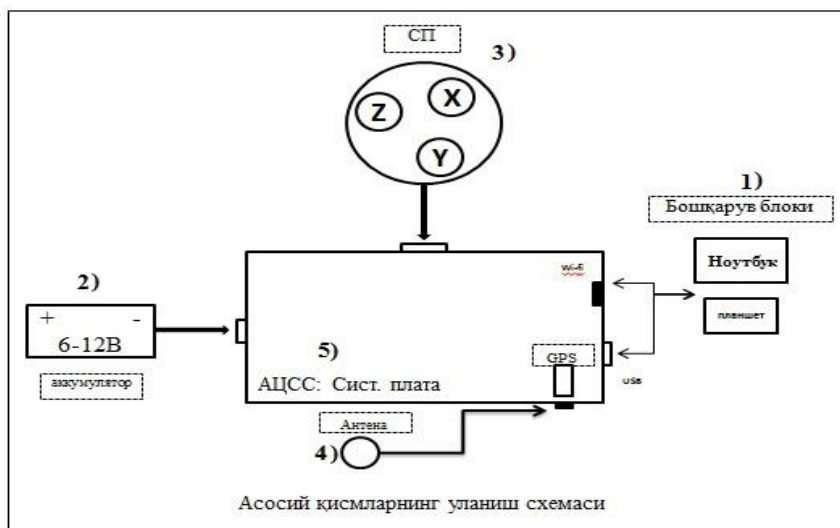 СП
3)
Z
X
Y
1)
Бошқарув блоки
Ноутбук
планшет
Wi-fi
USB
2)
+ -
6-12В
аккумулятор
5)
GPS
АЦСС: Сист. плата
Антена
4)
Асосий қисмларнинг уланиш схемаси